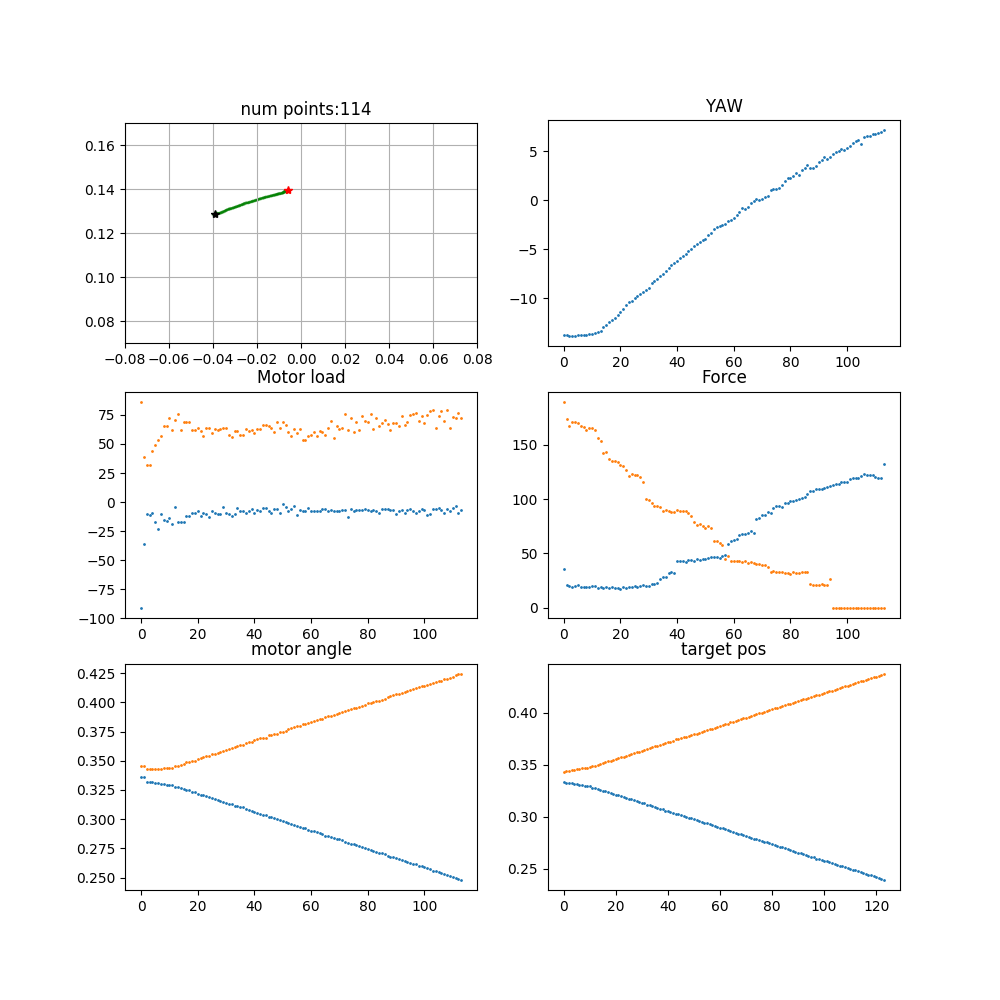 num points:114
0.16
0.14
0.12
0.10
0.08
−0.08 −0.06 −0.04 −0.02 0.00 0.02 0.04 0.06 0.08
YAW
5
0
−5
−10
0 20 40 60 80 100
Motor load
75
50
25
0
−25
−50
−75
−100
0 20 40 60 80 100
Force
150
100
50
0
0 20 40 60 80 100
motor angle
0.425
0.400
0.375
0.350
0.325
0.300
0.275
0.250
0 20 40 60 80 100
target pos
0.40
0.35
0.30
0.25
0 20 40 60 80 100 120